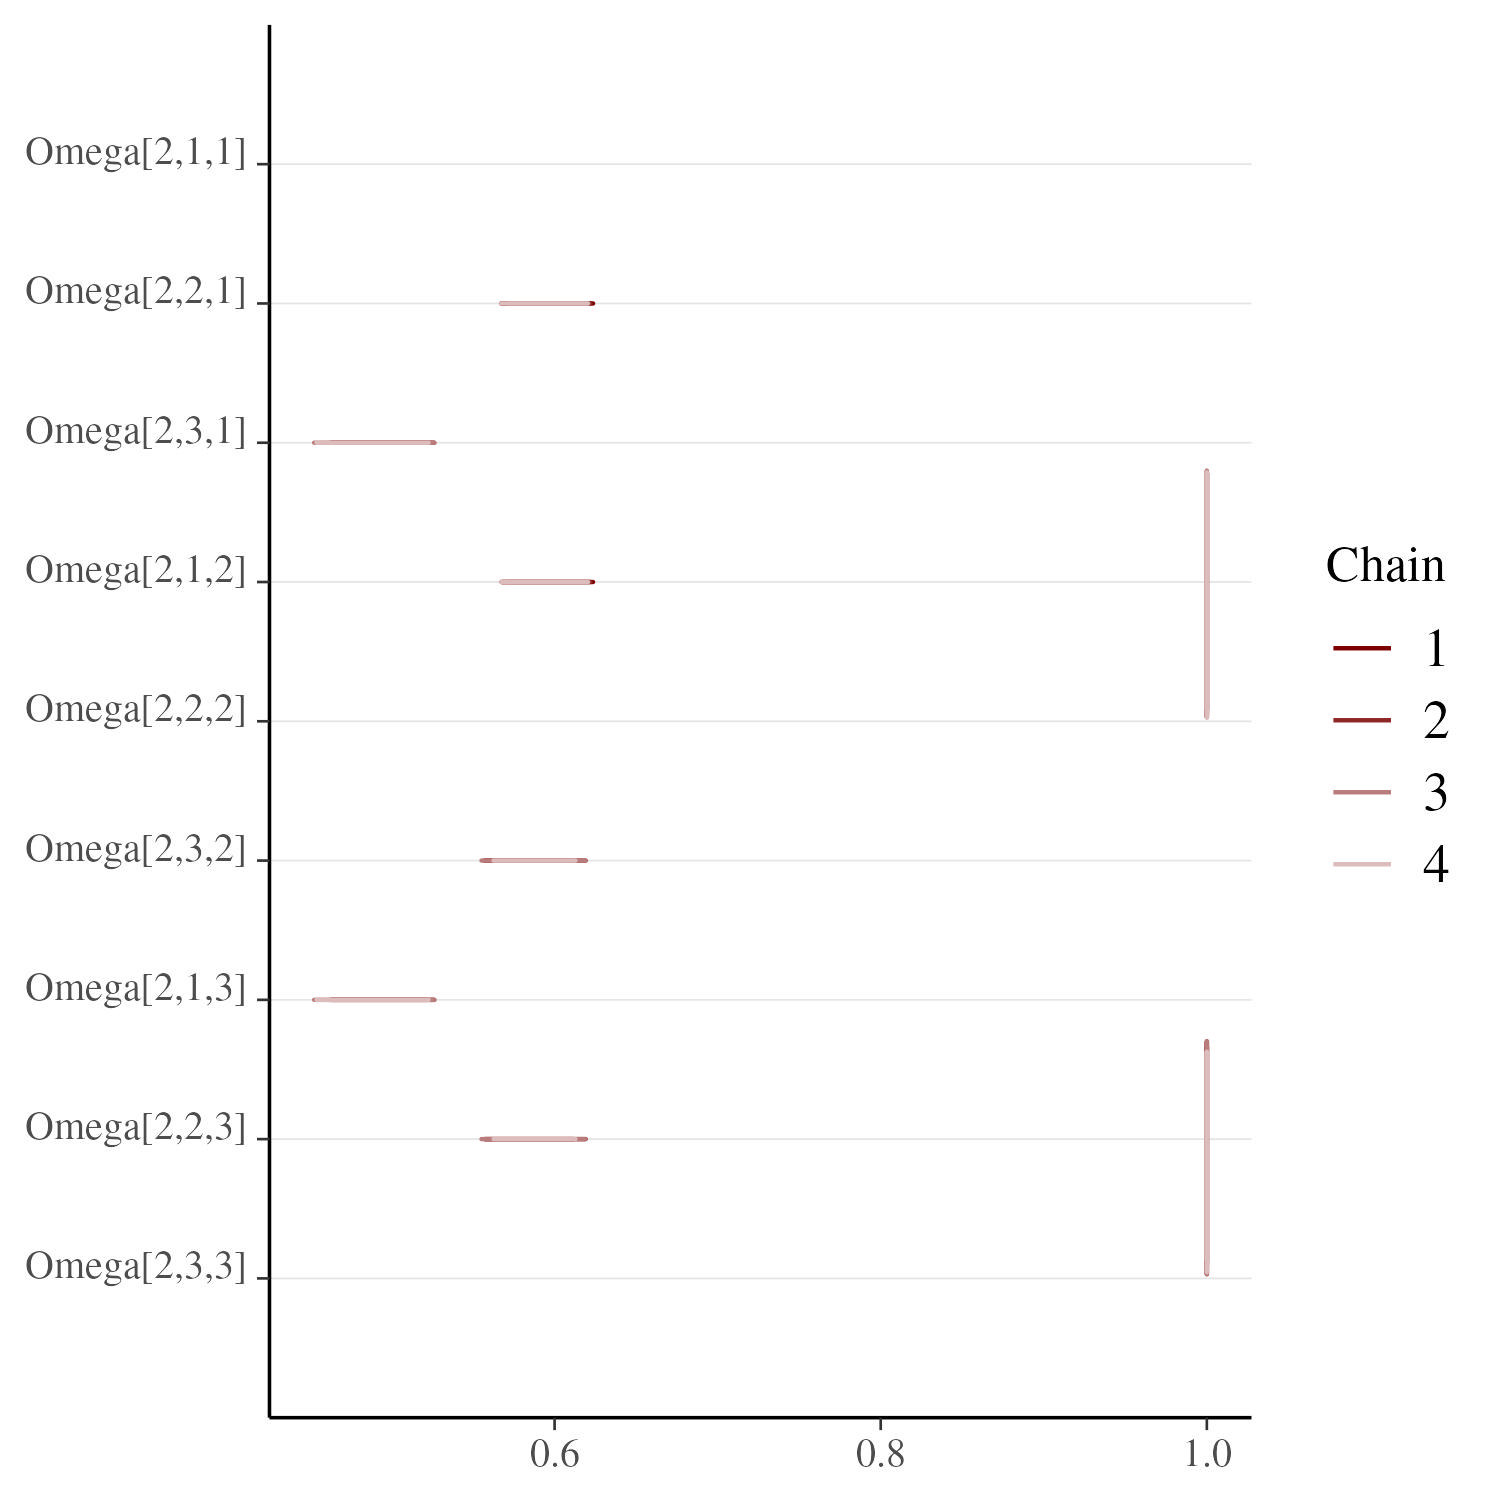 Omega[2,1,1]
Omega[2,2,1]
Omega[2,3,1]
Omega[2,1,2]
Omega[2,2,2]
Omega[2,3,2]
Omega[2,1,3]
Omega[2,2,3]
Omega[2,3,3]
0.6 0.8 1.0
Chain
1
2
3
4